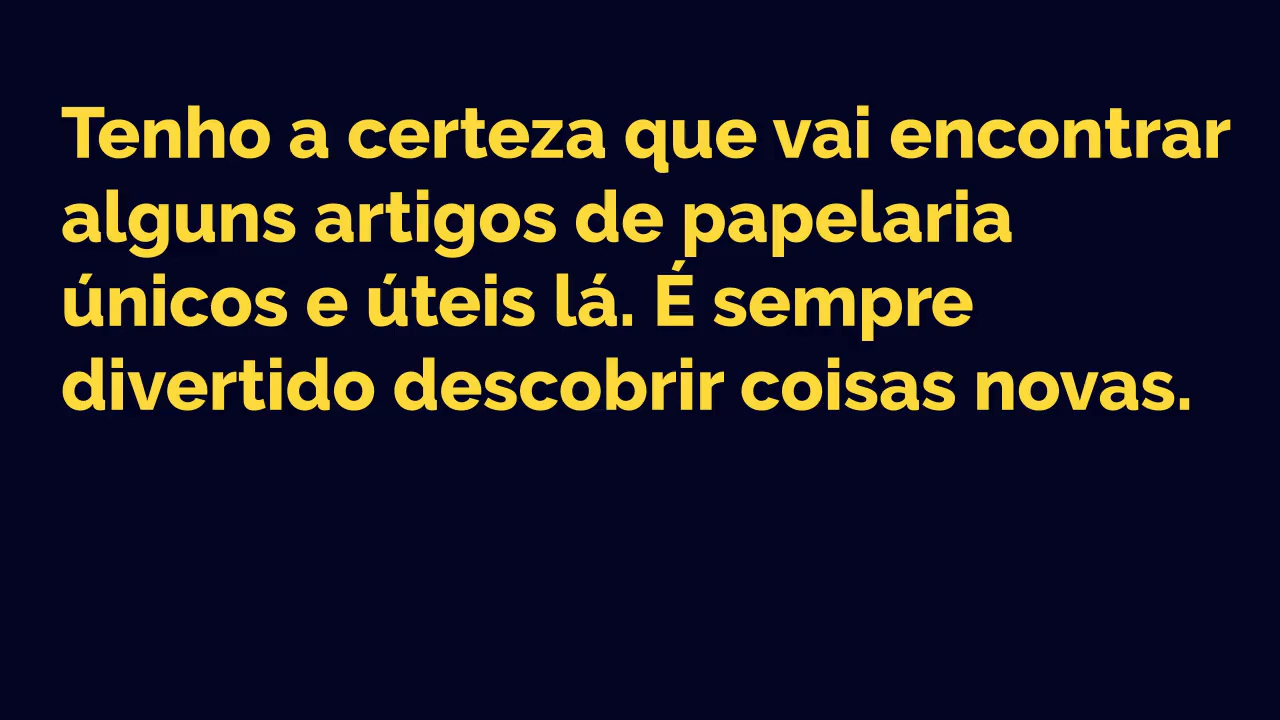 Tenho a certeza que vai encontrar
alguns artigos de papelaria
únicos e úteis lá. É sempre
divertido descobrir coisas novas.